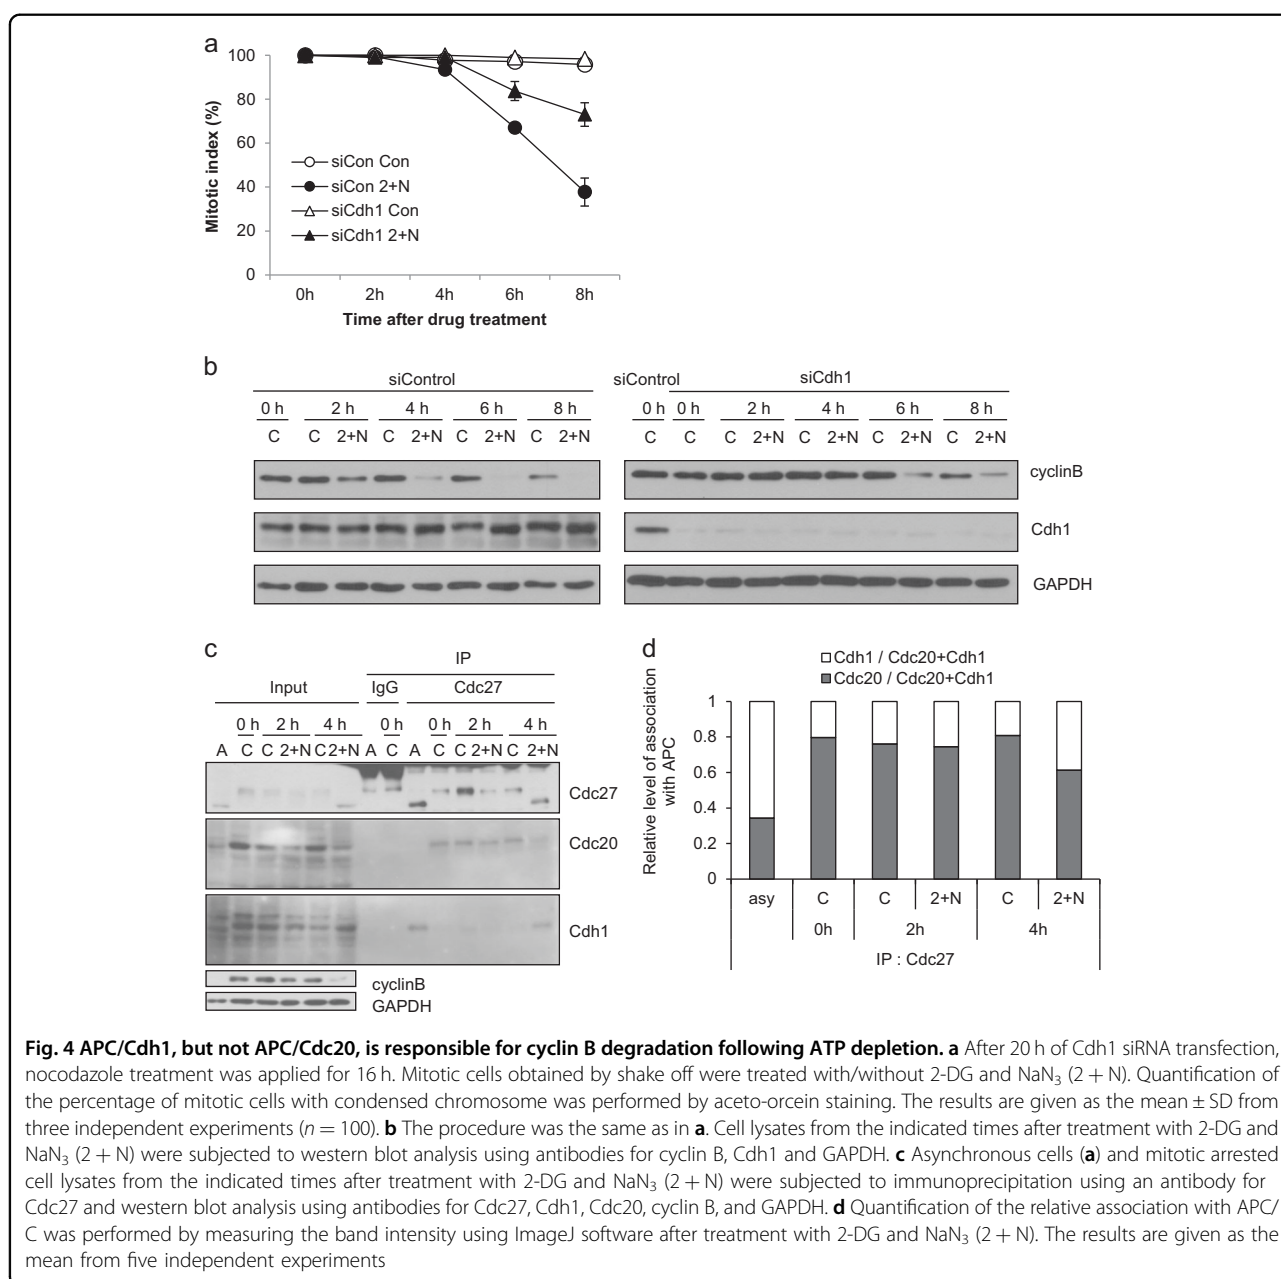 a
100
80
60
40
20
0
Mitotic index (%)
siCon Con
siCon 2+N
siCdh1 Con
siCdh1 2+N
0h 2h 4h 6h 8h
Time after drug treatment
b
siControl siControl siCdh1
0 h 2 h 4 h 6 h 8 h 0 h 0 h 2 h 4 h 6 h 8 h
C C 2+N C 2+N C 2+N C 2+N C C C 2+N C 2+N C 2+N C 2+N
cyclinB
Cdh1
GAPDH
c
IP
Input IgG Cdc27
0 h 2 h 4 h 0 h 0 h 2 h 4 h
A C C 2+N C 2+N A C A C C 2+N C 2+N
Cdc27
Cdc20
Cdh1
cyclinB
GAPDH
d
Cdh1 / Cdc20+Cdh1
Cdc20 / Cdc20+Cdh1
Relative level of association
with APC
1
0.8
0.6
0.4
0.2
0
asy C C 2+N C 2+N
0h 2h 4h
IP : Cdc27
Fig. 4 APC/Cdh1, but not APC/Cdc20, is responsible for cyclin B degradation following ATP depletion. a After 20 h of Cdh1 siRNA transfection,
nocodazole treatment was applied for 16 h. Mitotic cells obtained by shake off were treated with/without 2-DG and NaN₃ (2 + N). Quantification of
the percentage of mitotic cells with condensed chromosome was performed by aceto-orcein staining. The results are given as the mean ± SD from
three independent experiments (n = 100). b The procedure was the same as in a. Cell lysates from the indicated times after treatment with 2-DG and
NaN₃ (2 + N) were subjected to western blot analysis using antibodies for cyclin B, Cdh1 and GAPDH. c Asynchronous cells (a) and mitotic arrested
cell lysates from the indicated times after treatment with 2-DG and NaN₃ (2 + N) were subjected to immunoprecipitation using an antibody for
Cdc27 and western blot analysis using antibodies for Cdc27, Cdh1, Cdc20, cyclin B, and GAPDH. d Quantification of the relative association with APC/
C was performed by measuring the band intensity using ImageJ software after treatment with 2-DG and NaN₃ (2 + N). The results are given as the
mean from five independent experiments